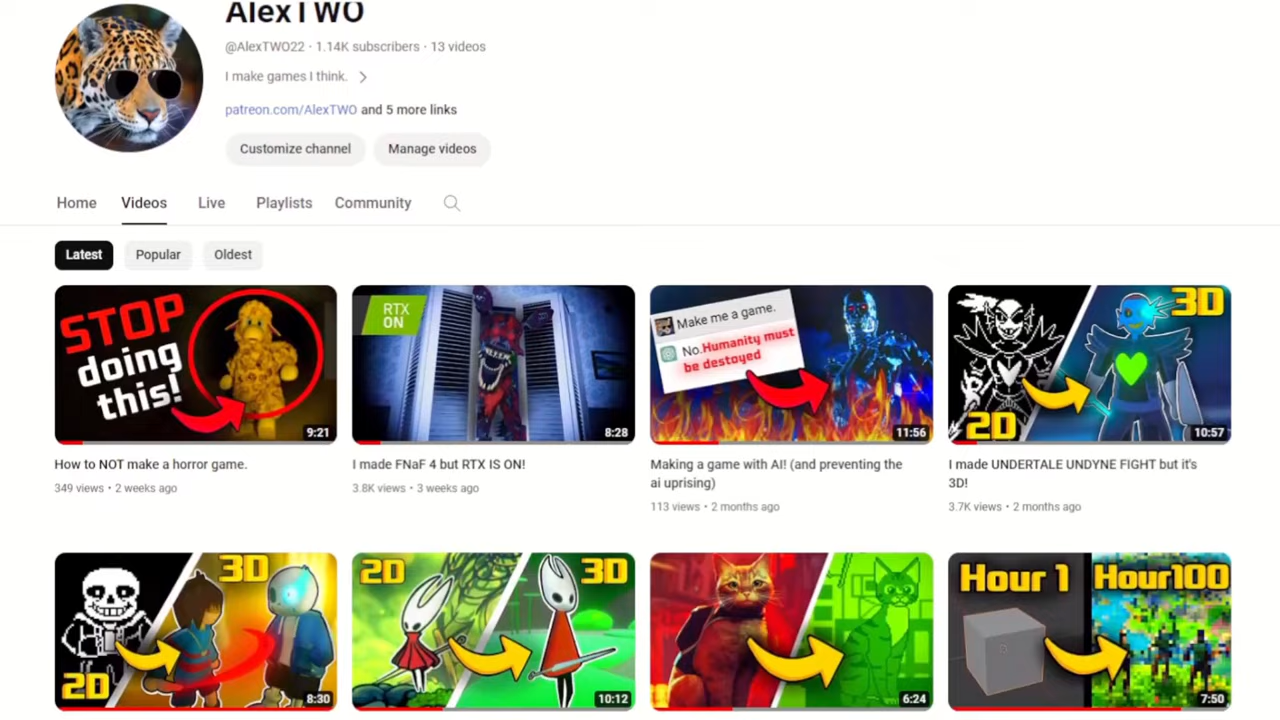 AlexTWO
@AlexTWO22 · 1.14K subscribers · 13 videos
I make games I think.
patreon.com/AlexTWO and 5 more links
Customize channel Manage videos
Home Videos Live Playlists Community
Latest Popular Oldest
STOP
doing
this!
9:21
RTX
ON
8:28
Make me a game.
No. Humanity must
be destoyed
11:56
3D
2D
10:57
How to NOT make a horror game.
349 views • 2 weeks ago
I made FNaF 4 but RTX IS ON!
3.8K views • 3 weeks ago
Making a game with AI! (and preventing the
ai uprising)
113 views • 2 months ago
I made UNDERTALE UNDYNE FIGHT but it's
3D!
3.7K views • 2 months ago
3D
2D
8:30
2D 3D
10:12
6:24
Hour 1 Hour100
7:50